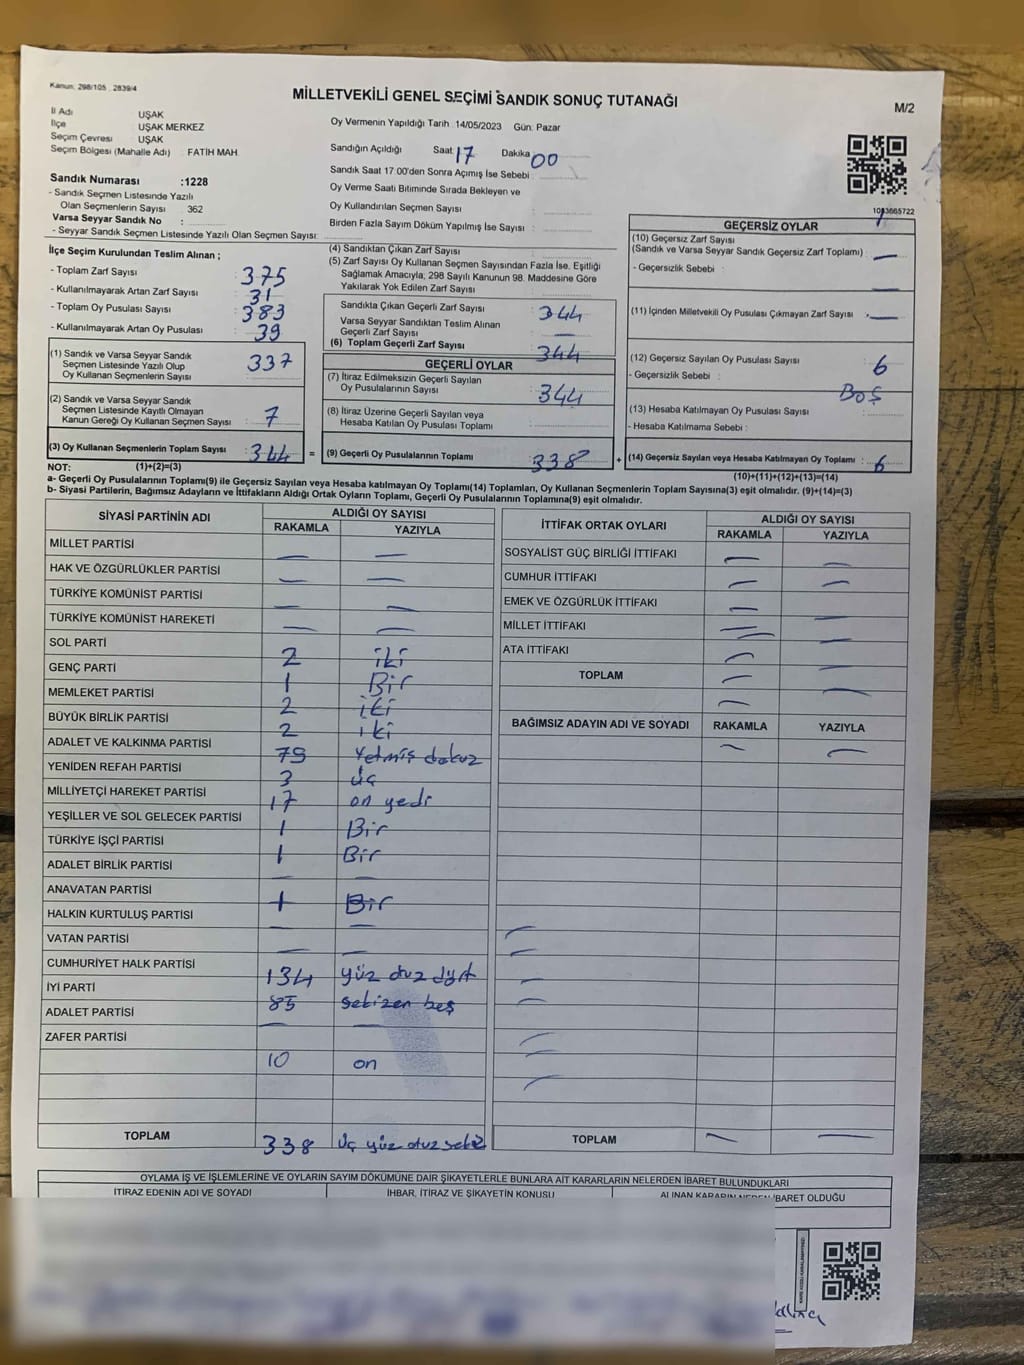 Kanun: 298/105 , 2839/4
MİLLETVEKİLİ GENEL SEÇİMİ SANDIK SONUÇ TUTANAĞI
M/2
İl Adı UŞAK
İlçe UŞAK MERKEZ
Seçim Çevresi UŞAK
Seçim Bölgesi (Mahalle Adı) : FATİH MAH.
Sandık Numarası :1228
- Sandık Seçmen Listesinde Yazılı
Olan Seçmenlerin Sayısı 362
Varsa Seyyar Sandık No :
- Seyyar Sandık Seçmen Listesinde Yazılı Olan Seçmen Sayısı:
Oy Vermenin Yapıldığı Tarih :14/05/2023 Gün: Pazar
Sandığın Açıldığı Saat 17 Dakika 00
Sandık Saat 17 00'den Sonra Açımış İse Sebebi :
Oy Verme Saati Bitiminde Sırada Bekleyen ve
Oy Kullandırılan Seçmen Sayısı :
Birden Fazla Sayım Döküm Yapılmış İse Sayısı :
1013665722
İlçe Seçim Kurulundan Teslim Alınan ;
- Toplam Zarf Sayısı : 375
- Kullanılmayarak Artan Zarf Sayısı : 31
- Toplam Oy Pusulası Sayısı : 383
- Kullanılmayarak Artan Oy Pusulası : 39
(1) Sandık ve Varsa Seyyar Sandık
Seçmen Listesinde Yazılı Olup
Oy Kullanan Seçmenlerin Sayısı : 337
(2) Sandık ve Varsa Seyyar Sandık
Seçmen Listesinde Kayıtlı Olmayan
Kanun Gereği Oy Kullanan Seçmen Sayısı : 7
(3) Oy Kullanan Seçmenlerin Toplam Sayısı : 344
(4) Sandıktan Çıkan Zarf Sayısı :
(5) Zarf Sayısı Oy Kullanan Seçmen Sayısından Fazla İse, Eşitliği
Sağlamak Amacıyla, 298 Sayılı Kanunun 98. Maddesine Göre
Yakılarak Yok Edilen Zarf Sayısı :
Sandıkta Çıkan Geçerli Zarf Sayısı : 344
Varsa Seyyar Sandıktan Teslim Alınan
Geçerli Zarf Sayısı : —
(6) Toplam Geçerli Zarf Sayısı : 344
GEÇERLİ OYLAR
(7) İtiraz Edilmeksizin Geçerli Sayılan
Oy Pusulalarının Sayısı : 344
(8) İtiraz Üzerine Geçerli Sayılan veya
Hesaba Katılan Oy Pusulası Toplamı :
= (9) Geçerli Oy Pusulalarının Toplamı : 338
GEÇERSİZ OYLAR
(10) Geçersiz Zarf Sayısı
(Sandık ve Varsa Seyyar Sandık Geçersiz Zarf Toplamı) : —
- Geçersizlik Sebebi : —
(11) İçinden Milletvekili Oy Pusulası Çıkmayan Zarf Sayısı : —
(12) Geçersiz Sayılan Oy Pusulası Sayısı : 6
- Geçersizlik Sebebi : BOŞ
(13) Hesaba Katılmayan Oy Pusulası Sayısı :
- Hesaba Katılmama Sebebi :
+ (14) Geçersiz Sayılan veya Hesaba Katılmayan Oy Toplamı : 6
NOT: (1)+(2)=(3) (10)+(11)+(12)+(13)=(14)
a- Geçerli Oy Pusulasının Toplamı(9) ile Geçersiz Sayılan veya Hesaba katılmayan Oy Toplamı(14) Toplamları, Oy Kullanan Seçmenlerin Toplam Sayısına(3) eşit olmalıdır. (9)+(14)=(3)
b- Siyasi Partilerin, Bağımsız Adayların ve İttifakların Aldığı Ortak Oyların Toplamı, Geçerli Oy Pusulalarının Toplamına(9) eşit olmalıdır.
SİYASİ PARTİNİN ADI ALDIĞI OY SAYISI
RAKAMLA YAZIYLA
MİLLET PARTİSİ — —
HAK VE ÖZGÜRLÜKLER PARTİSİ — —
TÜRKİYE KOMÜNİST PARTİSİ — —
TÜRKİYE KOMÜNİST HAREKETİ — —
SOL PARTİ 2 iki
GENÇ PARTİ 1 Bir
MEMLEKET PARTİSİ 2 iki
BÜYÜK BİRLİK PARTİSİ 2 iki
ADALET VE KALKINMA PARTİSİ 79 Yetmiş dokuz
YENİDEN REFAH PARTİSİ 3 üç
MİLLİYETÇİ HAREKET PARTİSİ 17 on yedi
YEŞİLLER VE SOL GELECEK PARTİSİ 1 Bir
TÜRKİYE İŞÇİ PARTİSİ 1 Bir
ADALET BİRLİK PARTİSİ — —
ANAVATAN PARTİSİ 1 Bir
HALKIN KURTULUŞ PARTİSİ — —
VATAN PARTİSİ — —
CUMHURİYET HALK PARTİSİ 134 yüz otuz dört
İYİ PARTİ 85 seksen beş
ADALET PARTİSİ — —
ZAFER PARTİSİ 10 on
TOPLAM 338 üç yüz otuz sekiz
İTTİFAK ORTAK OYLARI ALDIĞI OY SAYISI
RAKAMLA YAZIYLA
SOSYALİST GÜÇ BİRLİĞİ İTTİFAKI — —
CUMHUR İTTİFAKI — —
EMEK VE ÖZGÜRLÜK İTTİFAKI —
MİLLET İTTİFAKI — —
ATA İTTİFAKI — —
TOPLAM — —
BAĞIMSIZ ADAYIN ADI VE SOYADI RAKAMLA YAZIYLA
TOPLAM — —
OYLAMA İŞ VE İŞLEMLERİNE VE OYLARIN SAYIM DÖKÜMÜNE DAİR ŞİKAYETLERLE BUNLARA AİT KARARLARIN NELERDEN İBARET BULUNDUKLARI
İTİRAZ EDENİN ADI VE SOYADI İHBAR, İTİRAZ VE ŞİKAYETİN KONUSU ALINAN KARARIN NEDEN İBARET OLDUĞU